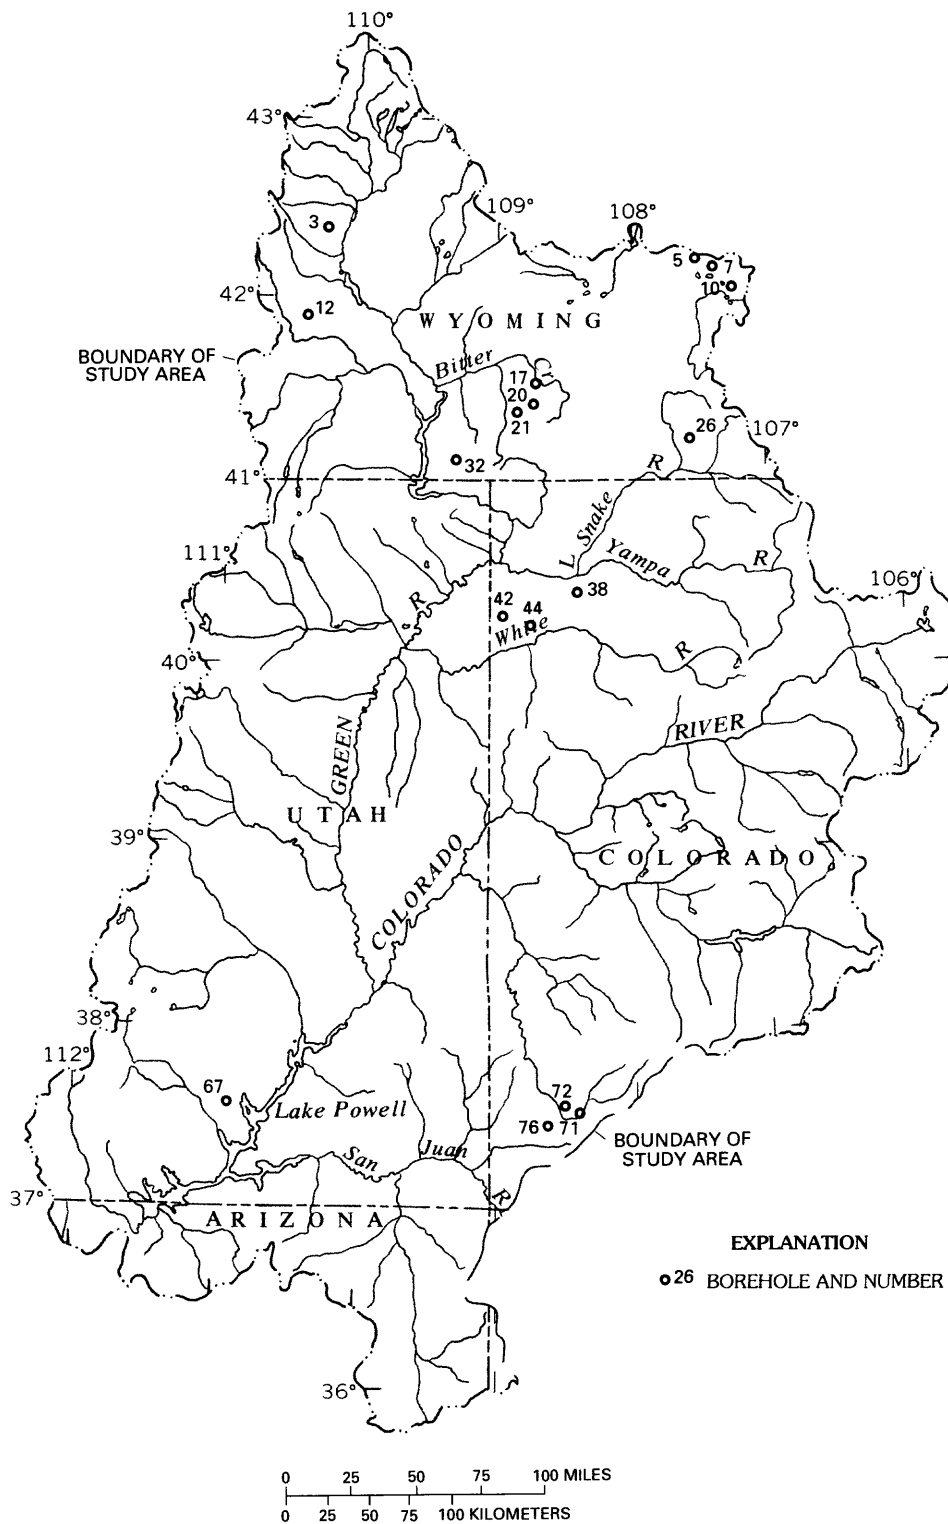 110°
43°
109°
108°
3
5
7
10
42°
12
WYOMING
BOUNDARY OF
STUDY AREA
Bitter
17
20
21
26
107°
32
41°
R
L Snake
Yampa
R
111°
106°
R
42
44
38
White
R
40°
GREEN
RIVER
UTAH
39°
COLORADO
COLORADO
38°
112°
67
Lake Powell
72
76
71
BOUNDARY OF
STUDY AREA
San Juan
R
37°
ARIZONA
EXPLANATION
26 BOREHOLE AND NUMBER
36°
0 25 50 75 100 MILES
0 25 50 75 100 KILOMETERS